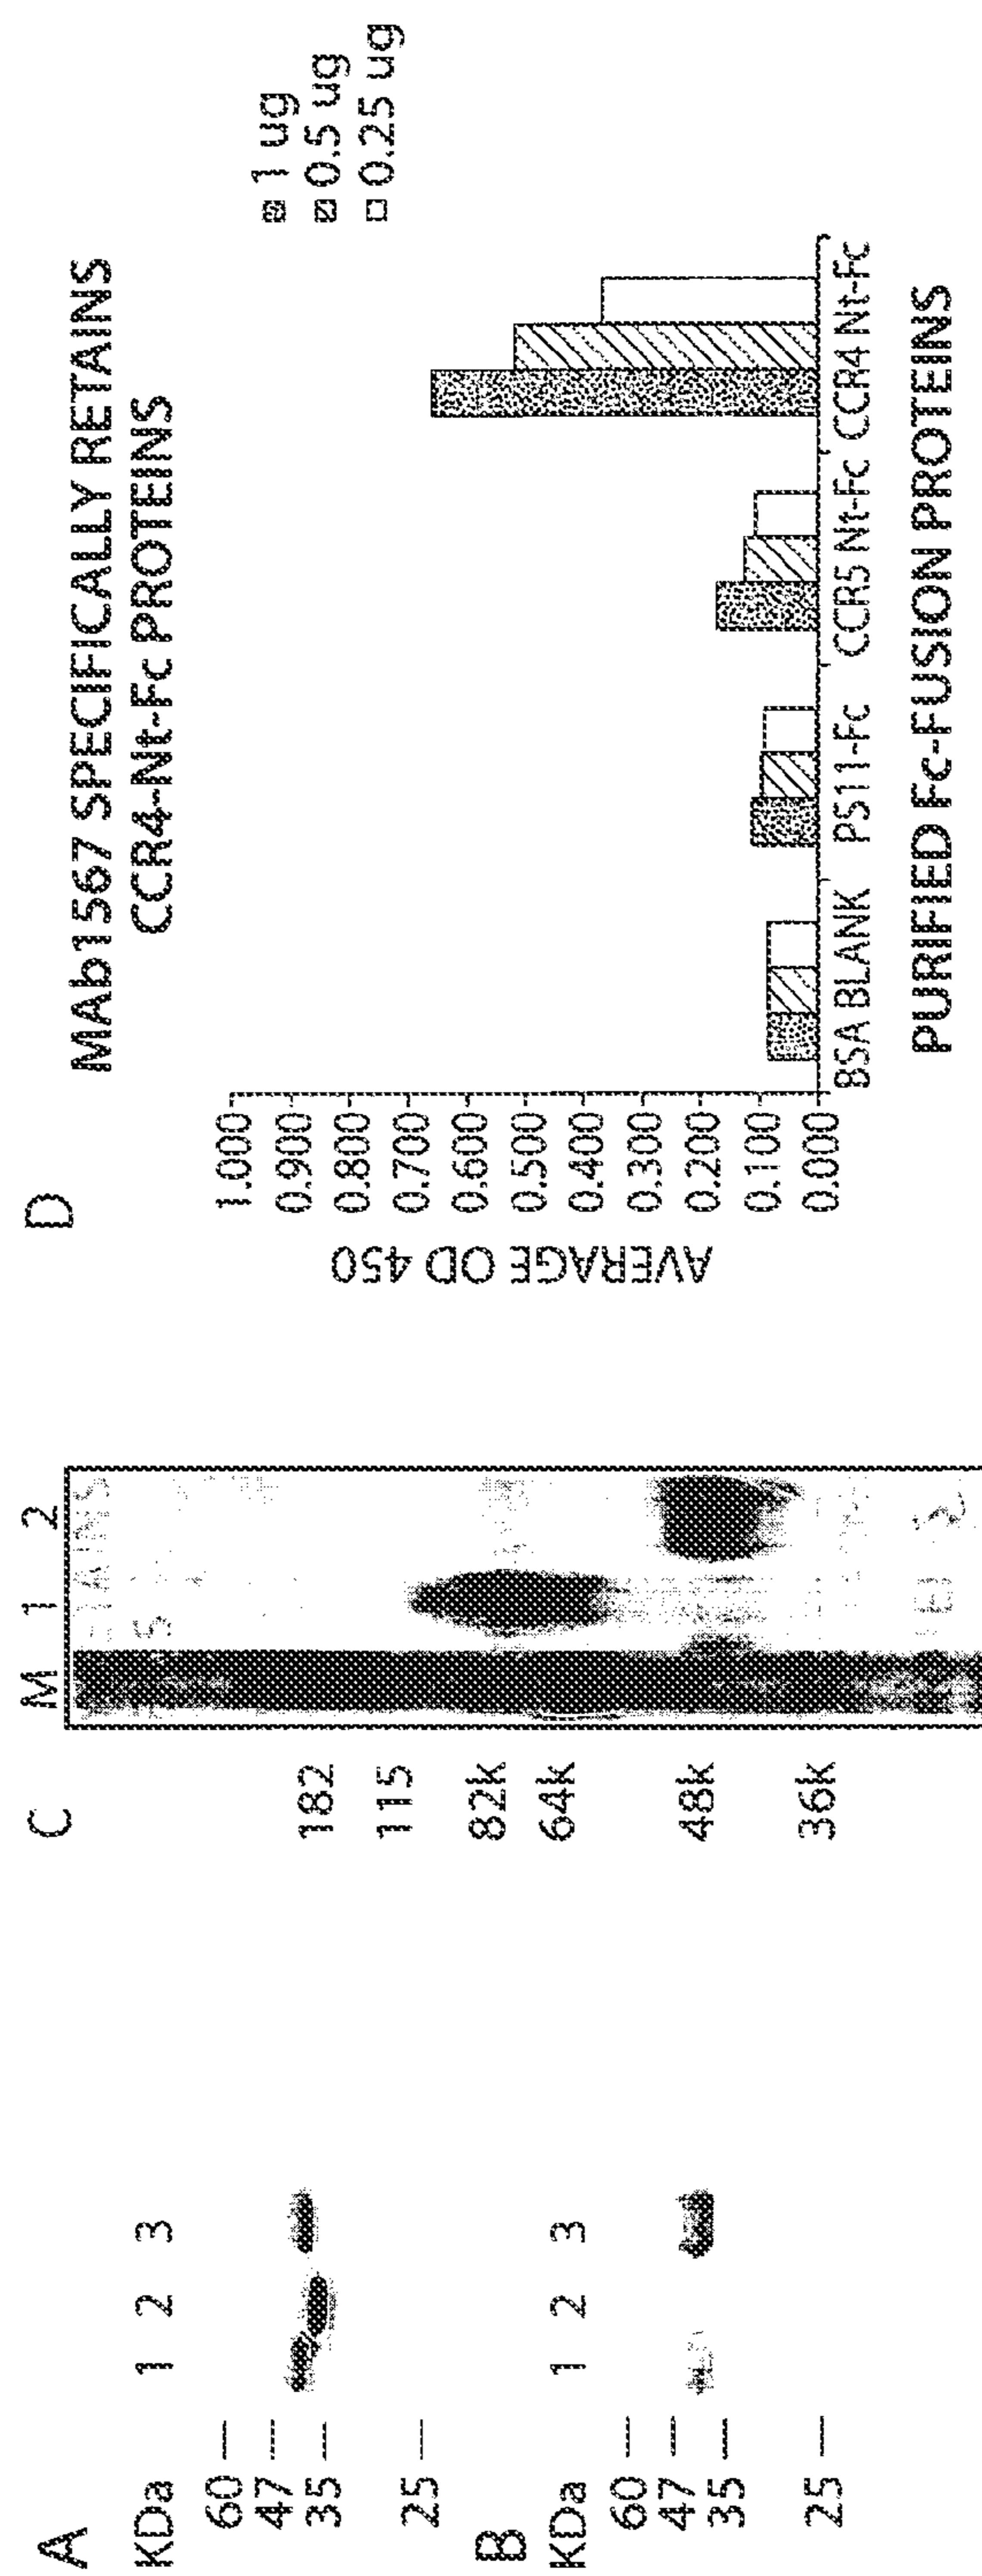 A
KDa 1 2 3
60
47
35
25
B
KDa 1 2 3
60
47
35
25
C
M 1 2
182
115
82k
64k
48k
36k
D
MAb1567 SPECIFICALLY RETAINS
CCR4-Nt-Fc PROTEINS
1 ug
0.5 ug
0.25 ug
AVERAGE OD 450
1.000
0.900
0.800
0.700
0.600
0.500
0.400
0.300
0.200
0.100
0.000
BSA BLANK PS11-Fc CCR5 Nt-Fc CCR4 Nt-Fc
PURIFIED Fc-FUSION PROTEINS